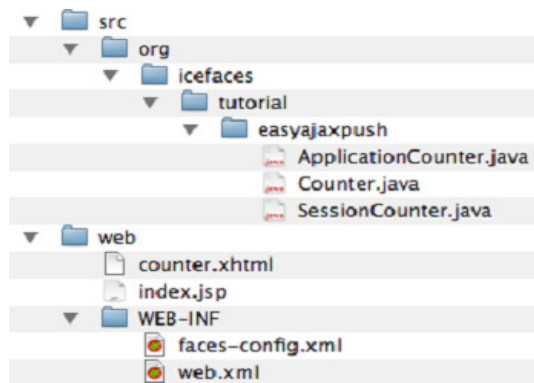 src
org
icefaces
tutorial
easyajaxpush
ApplicationCounter.java
Counter.java
SessionCounter.java
web
counter.xhtml
index.jsp
WEB-INF
faces-config.xml
web.xml